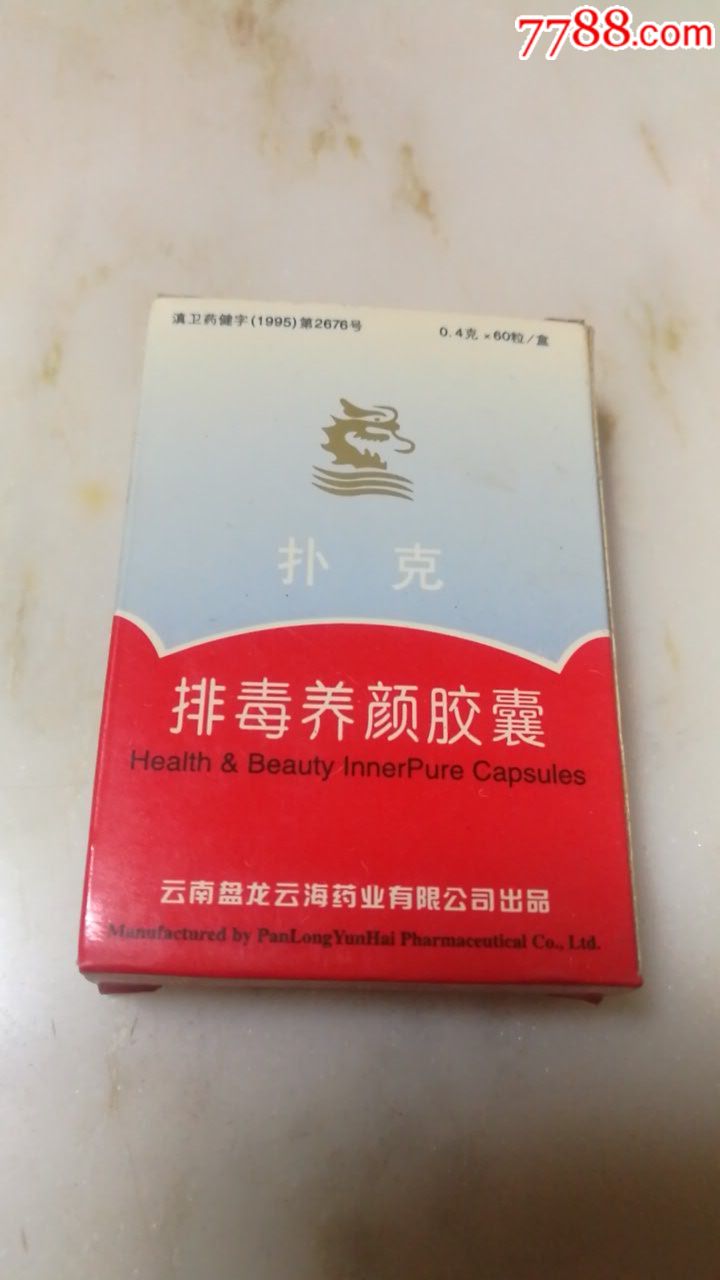 7788.com
滇卫药健字(1995)第2676号 0.4克×60粒/盒
扑 克
排毒养颜胶囊
Health & Beauty InnerPure Capsules
云南盘龙云海药业有限公司出品
Manufactured by PanLongYunHai Pharmaceutical Co., Ltd.